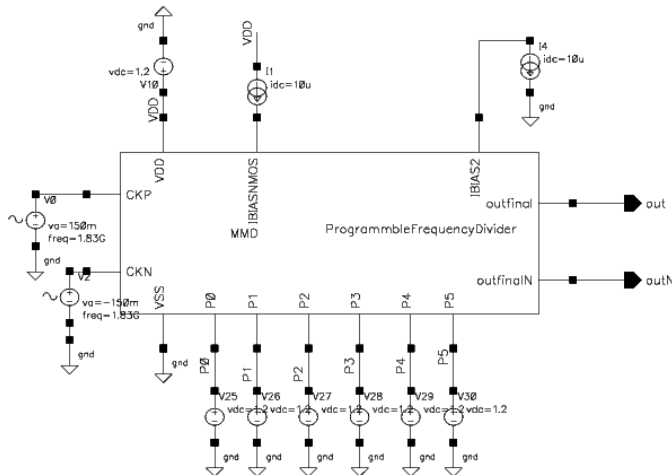 gnd
vdc=1.2
V10
VDD
VDD
I1
idc=10u
I4
idc=10u
gnd
VDD
IBIASNMOS
IBIAS2
CKP
V0
va=150m
freq=1.83G
gnd
MMD
ProgrammbleFrequencyDivider
outfinal
out
CKN
V2
va=-150m
freq=1.83G
gnd
outfinalN
outN
VSS
P0
P1
P2
P3
P4
P5
gnd
P0
P1
P2
P3
P4
P5
V25
V26
V27
V28
V29
V30
vdc=1.2
vdc=1.2
vdc=1.2
vdc=1.2
vdc=1.2
vdc=1.2
gnd
gnd
gnd
gnd
gnd
gnd